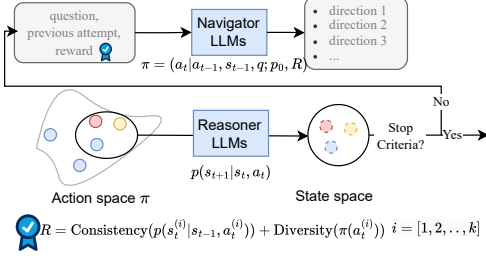 question,
previous attempt,
reward
Navigator
LLMs
direction 1
direction 2
direction 3
...
π = (a_t|a_{t−1}, s_{t−1}, q; p_0, R)
No
Reasoner
LLMs
Stop
Criteria?
Yes
p(s_{t+1}|s_t, a_t)
Action space π
State space
R = Consistency(p(s_t^{(i)}|s_{t−1}, a_t^{(i)})) + Diversity(π(a_t^{(i)})) i = [1, 2, . ., k]